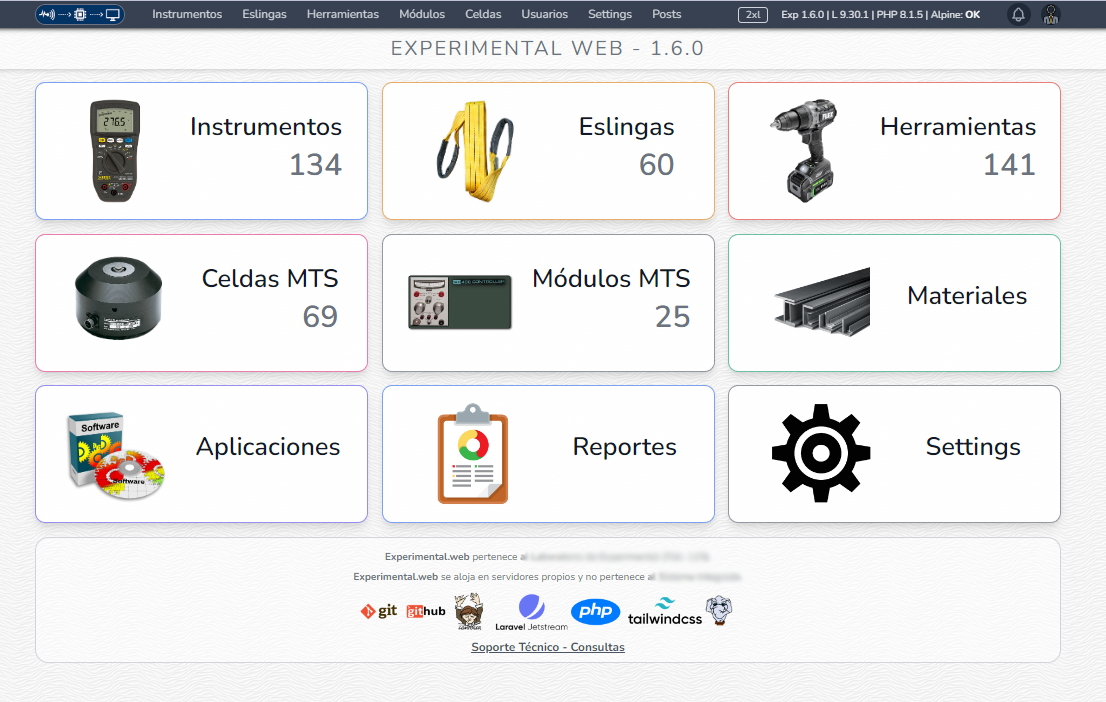 Instrumentos Eslingas Herramientas Módulos Celdas Usuarios Settings Posts 2xl Exp 1.6.0 | L 9.30.1 | PHP 8.1.5 | Alpine: OK
EXPERIMENTAL WEB - 1.6.0
Instrumentos
134
Eslingas
60
Herramientas
141
Celdas MTS
69
Módulos MTS
25
Materiales
Software
Software
Aplicaciones
Reportes
Settings
Experimental.web pertenece al
Experimental.web se aloja en servidores propios y no pertenece al
git github Laravel Jetstream php tailwindcss
Soporte Técnico - Consultas